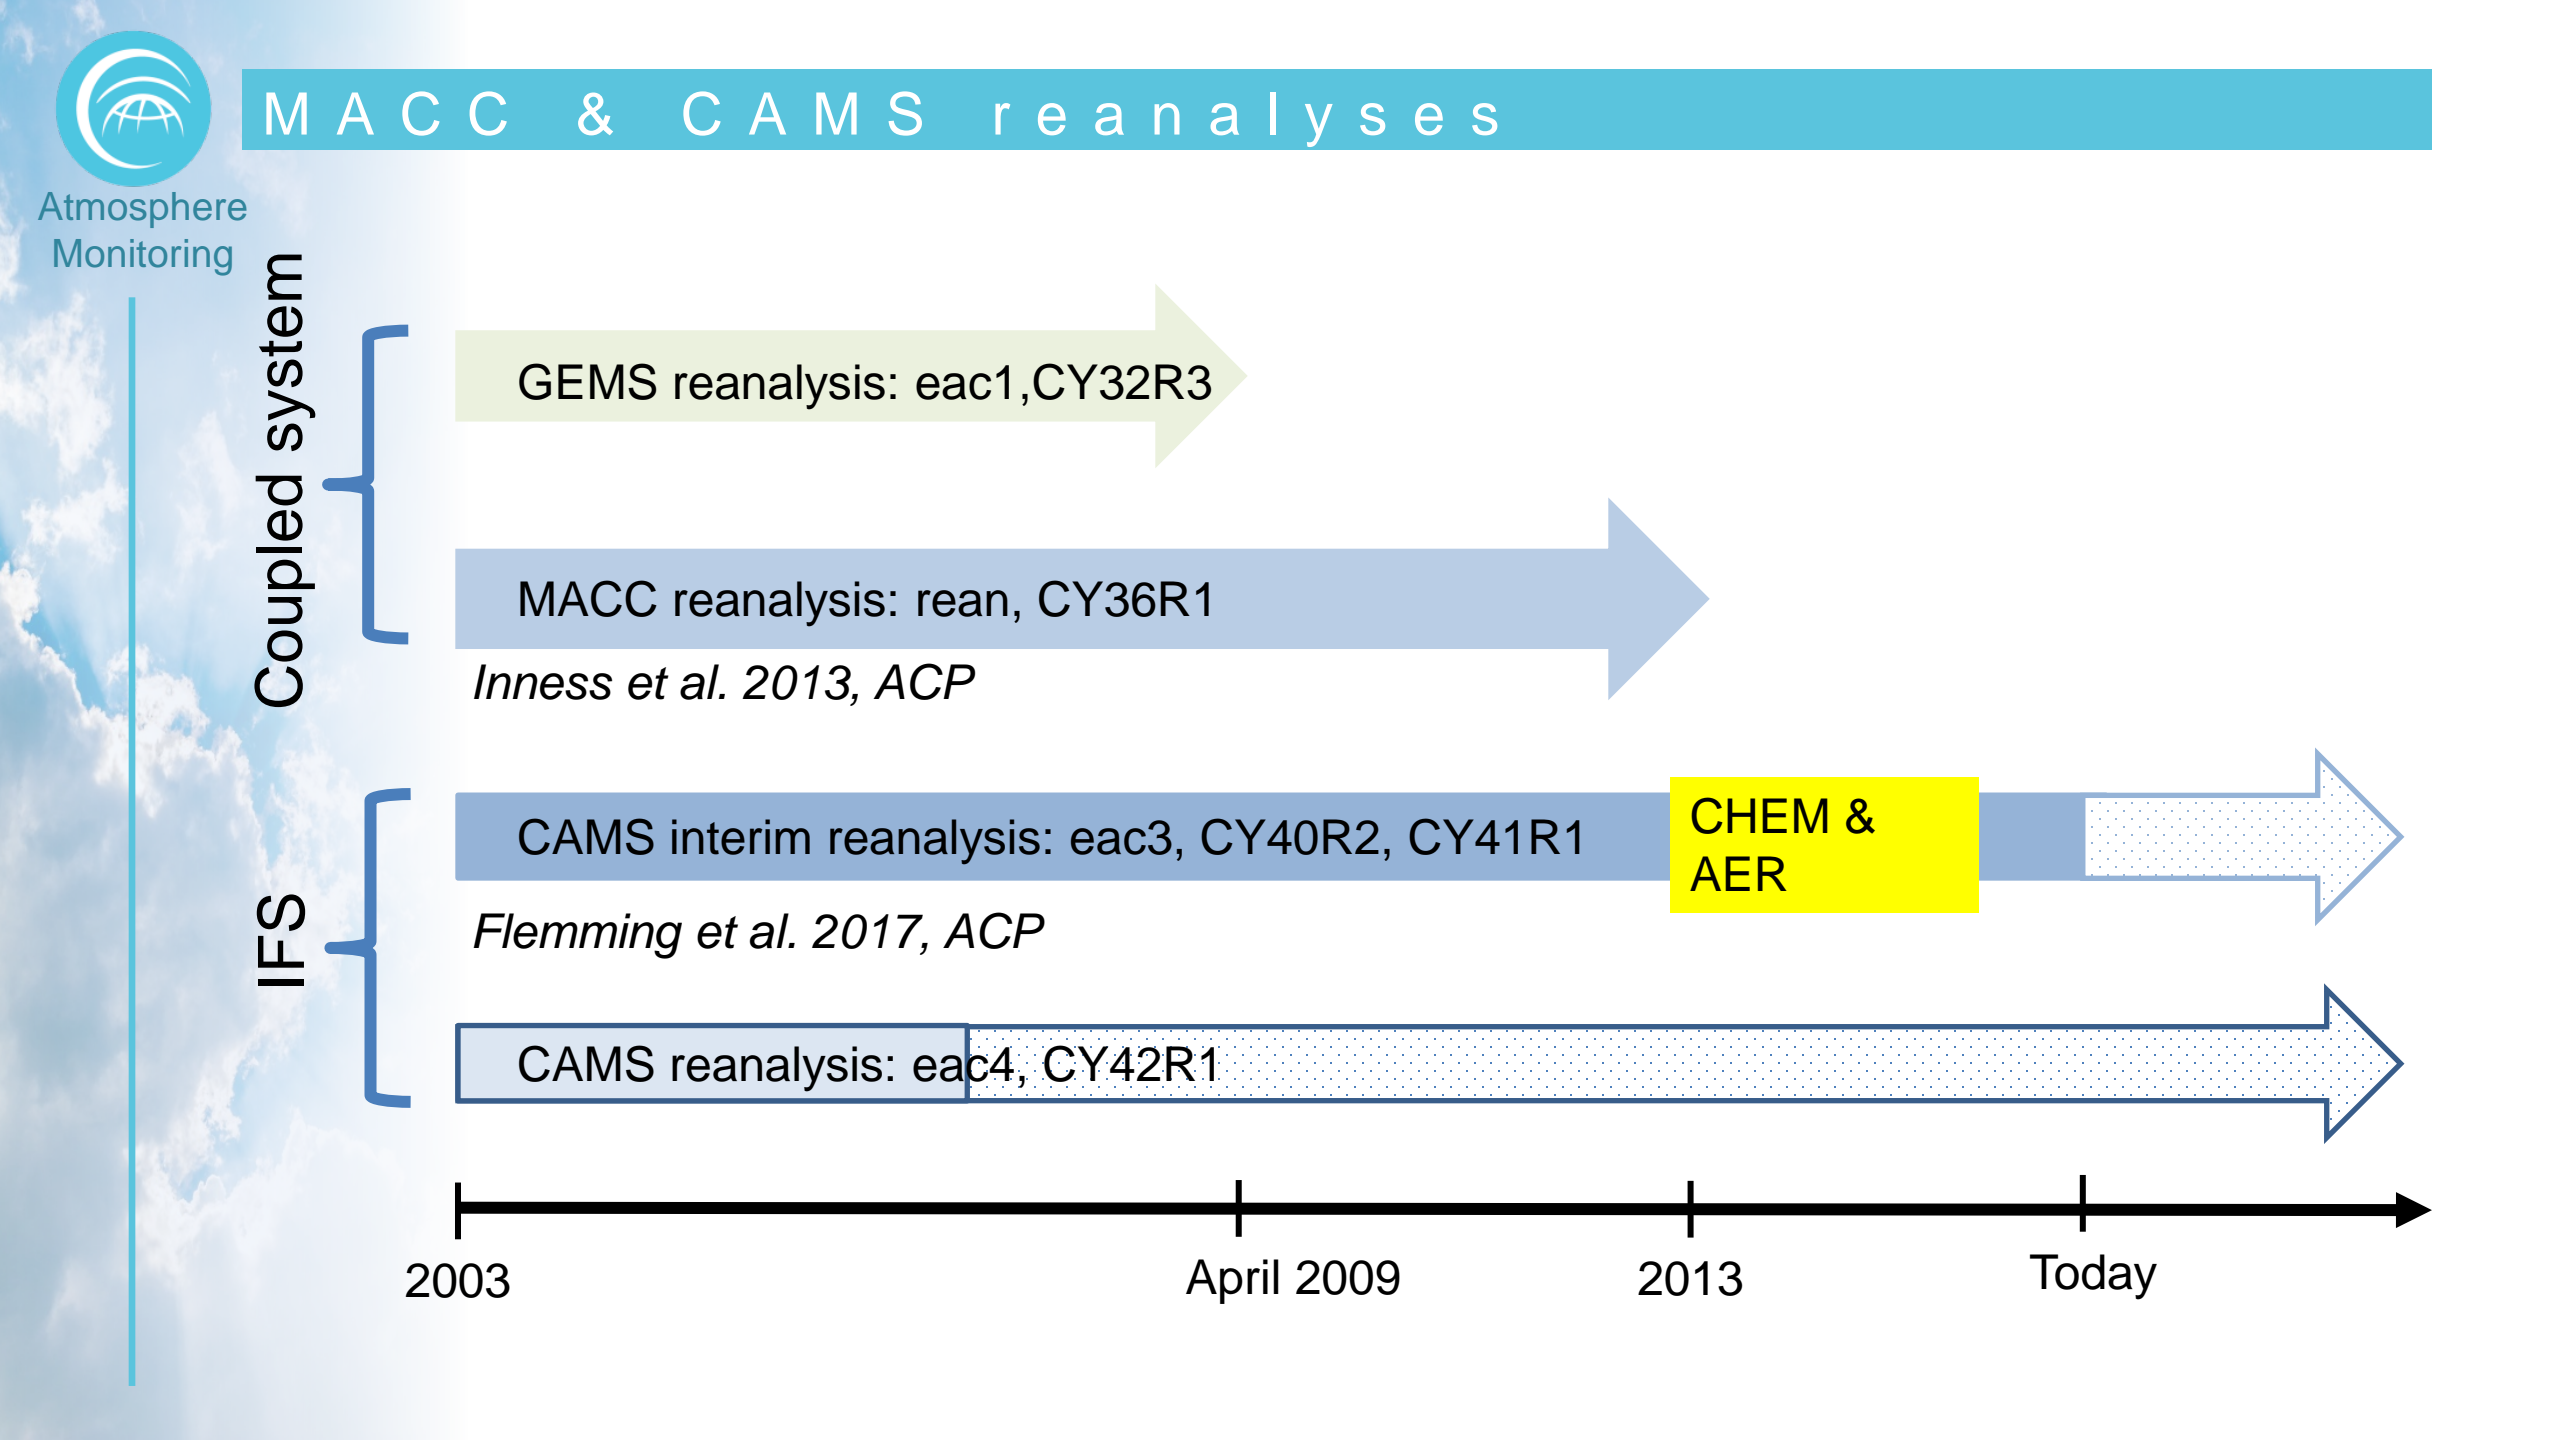 MACC & CAMS reanalyses
Atmosphere
Monitoring
Coupled system
GEMS reanalysis: eac1,CY32R3
MACC reanalysis: rean, CY36R1
Inness et al. 2013, ACP
IFS
CAMS interim reanalysis: eac3, CY40R2, CY41R1
CHEM &
AER
Flemming et al. 2017, ACP
CAMS reanalysis: eac4, CY42R1
2003
April 2009
2013
Today